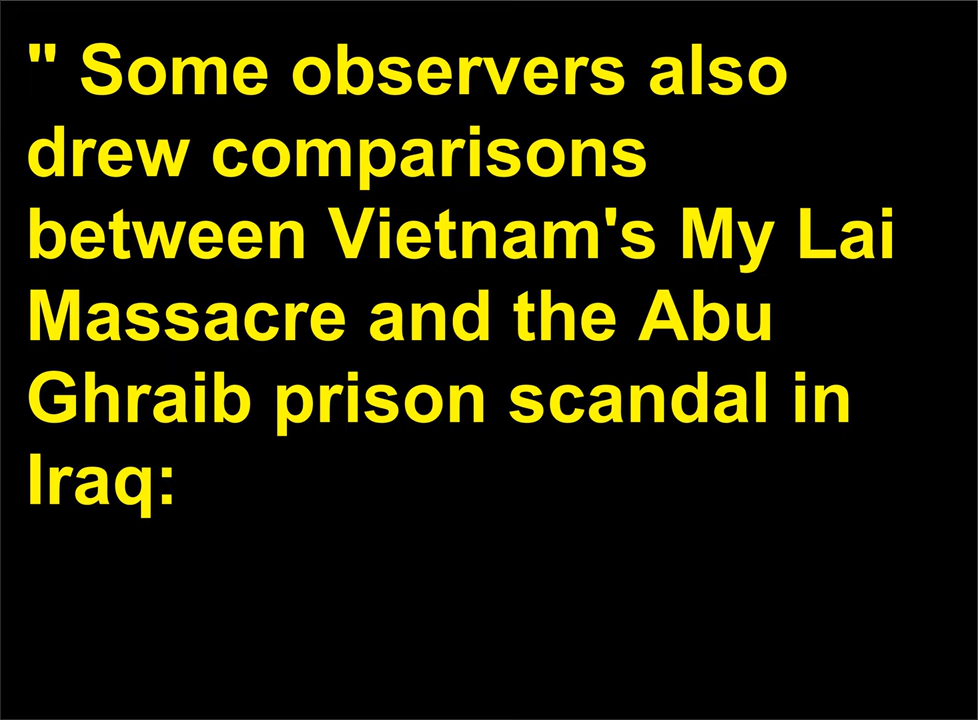 " Some observers also
drew comparisons
between Vietnam's My Lai
Massacre and the Abu
Ghraib prison scandal in
Iraq: